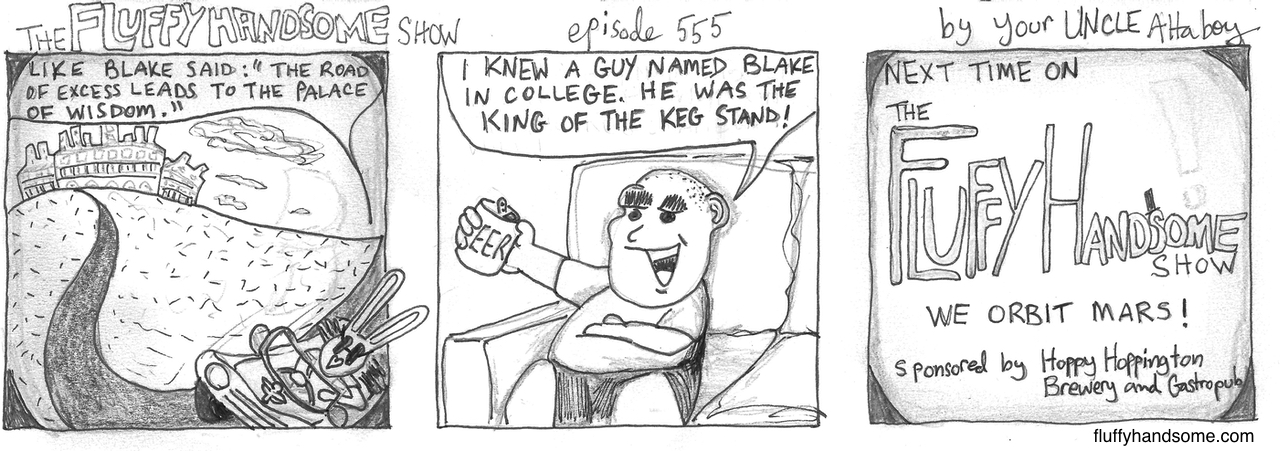 THE FLUFFY HANDSOME SHOW
episode 555
by your UNCLE Attaboy
LIKE BLAKE SAID: "THE ROAD
OF EXCESS LEADS TO THE PALACE
OF WISDOM."
I KNEW A GUY NAMED BLAKE
IN COLLEGE. HE WAS THE
KING OF THE KEG STAND!
BEER
NEXT TIME ON
THE
FLUFFY HANDSOME
SHOW
WE ORBIT MARS!
sponsored by Hoppy Hoppington
Brewery and Gastropub
fluffyhandsome.com